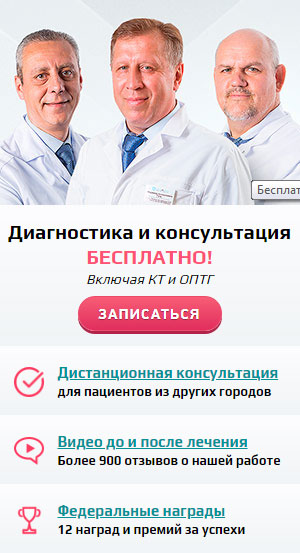 Бесплат
Диагностика и консультация
БЕСПЛАТНО!
Включая КТ и ОПТГ
ЗАПИСАТЬСЯ
Дистанционная консультация
для пациентов из других городов
Видео до и после лечения
Более 900 отзывов о нашей работе
Федеральные награды
12 наград и премий за успехи